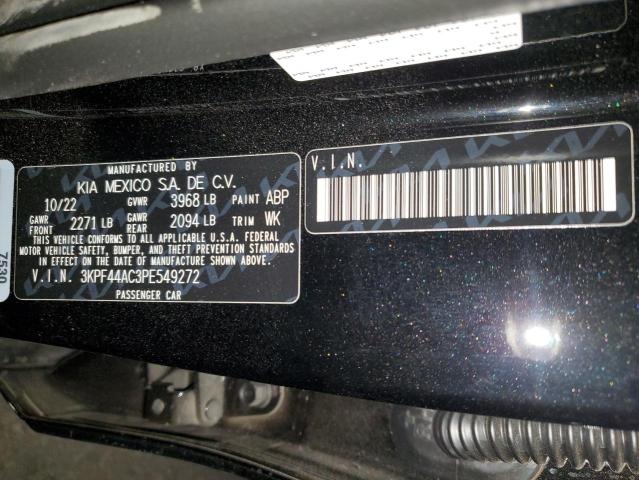 MANUFACTURED BY
KIA MEXICO S.A. DE C.V.
10/22 GVWR 3968 LB PAINT ABP
GAWR FRONT 2271 LB GAWR REAR 2094 LB TRIM WK
THIS VEHICLE CONFORMS TO ALL APPLICABLE U.S.A. FEDERAL
MOTOR VEHICLE SAFETY, BUMPER, AND THEFT PREVENTION STANDARDS
IN EFFECT ON THE DATE OF MANUFACTURE SHOWN ABOVE.
V.I.N. 3KPF44AC3PE549272
PASSENGER CAR
V.I.N.
7530